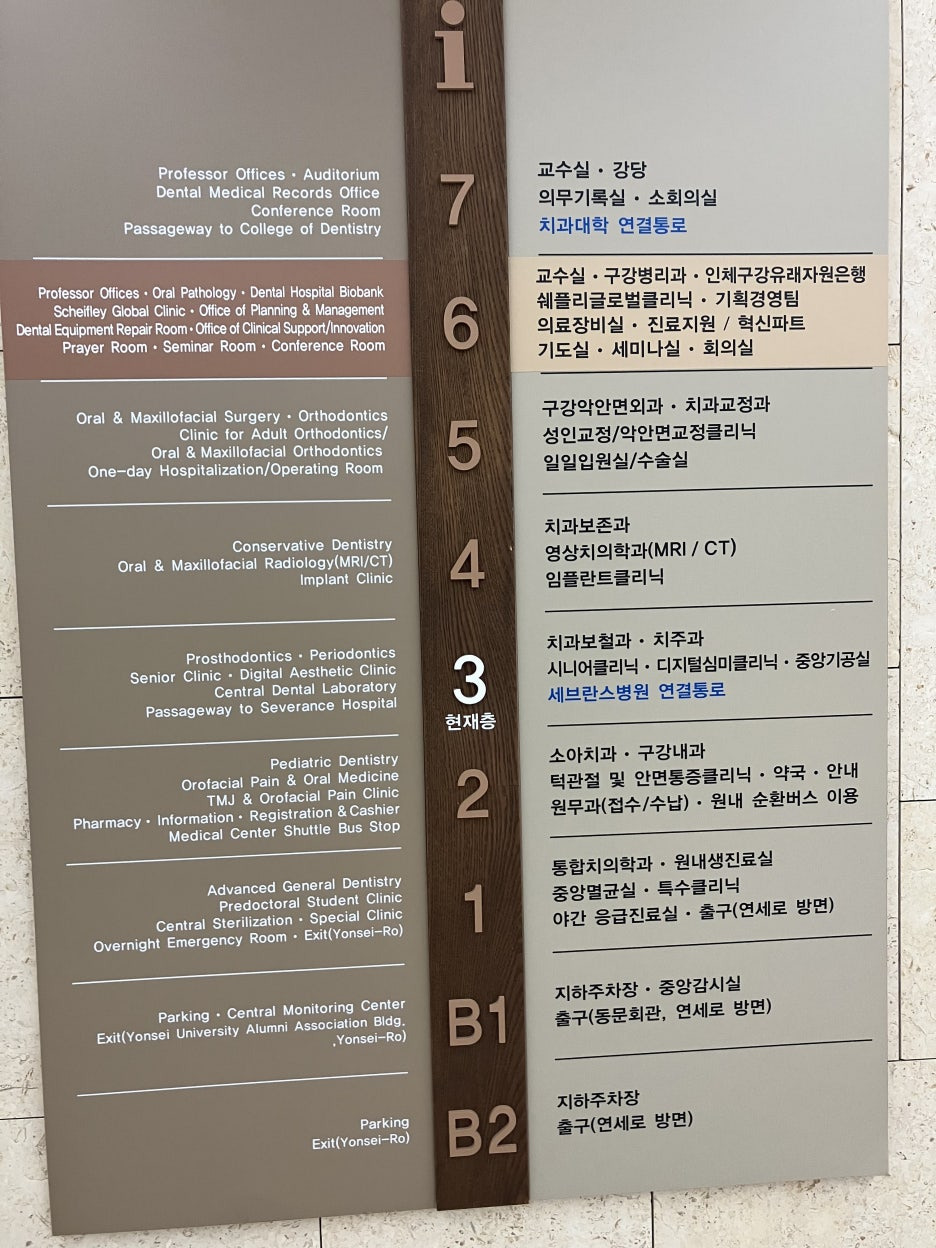 i
Professor Offices • Auditorium
Dental Medical Records Office
Conference Room
Passageway to College of Dentistry
7
교수실 • 강당
의무기록실 • 소회의실
치과대학 연결통로
Professor Offices • Oral Pathology • Dental Hospital Biobank
Scheifley Global Clinic • Office of Planning & Management
Dental Equipment Repair Room • Office of Clinical Support/Innovation
Prayer Room • Seminar Room • Conference Room
6
교수실 • 구강병리과 • 인체구강유래자원은행
쉐플리글로벌클리닉 • 기획경영팀
의료장비실 • 진료지원 / 혁신파트
기도실 • 세미나실 • 회의실
Oral & Maxillofacial Surgery • Orthodontics
Clinic for Adult Orthodontics/
Oral & Maxillofacial Orthodontics
One-day Hospitalization/Operating Room
5
구강악안면외과 • 치과교정과
성인교정/악안면교정클리닉
일일입원실/수술실
Conservative Dentistry
Oral & Maxillofacial Radiology(MRI/CT)
Implant Clinic
4
치과보존과
영상치의학과(MRI / CT)
임플란트클리닉
Prosthodontics • Periodontics
Senior Clinic • Digital Aesthetic Clinic
Central Dental Laboratory
Passageway to Severance Hospital
3
현재층
치과보철과 • 치주과
시니어클리닉 • 디지털심미클리닉 • 중앙기공실
세브란스병원 연결통로
Pediatric Dentistry
Orofacial Pain & Oral Medicine
TMJ & Orofacial Pain Clinic
Pharmacy • Information • Registration & Cashier
Medical Center Shuttle Bus Stop
2
소아치과 • 구강내과
턱관절 및 안면통증클리닉 • 약국 • 안내
원무과(접수/수납) • 원내 순환버스 이용
Advanced General Dentistry
Predoctoral Student Clinic
Central Sterilization • Special Clinic
Overnight Emergency Room • Exit(Yonsei-Ro)
1
통합치의학과 • 원내생진료실
중앙멸균실 • 특수클리닉
야간 응급진료실 • 출구(연세로 방면)
Parking • Central Monitoring Center
Exit(Yonsei University Alumni Association Bldg.
,Yonsei-Ro)
B1
지하주차장 • 중앙감시실
출구(동문회관, 연세로 방면)
Parking
Exit(Yonsei-Ro)
B2
지하주차장
출구(연세로 방면)